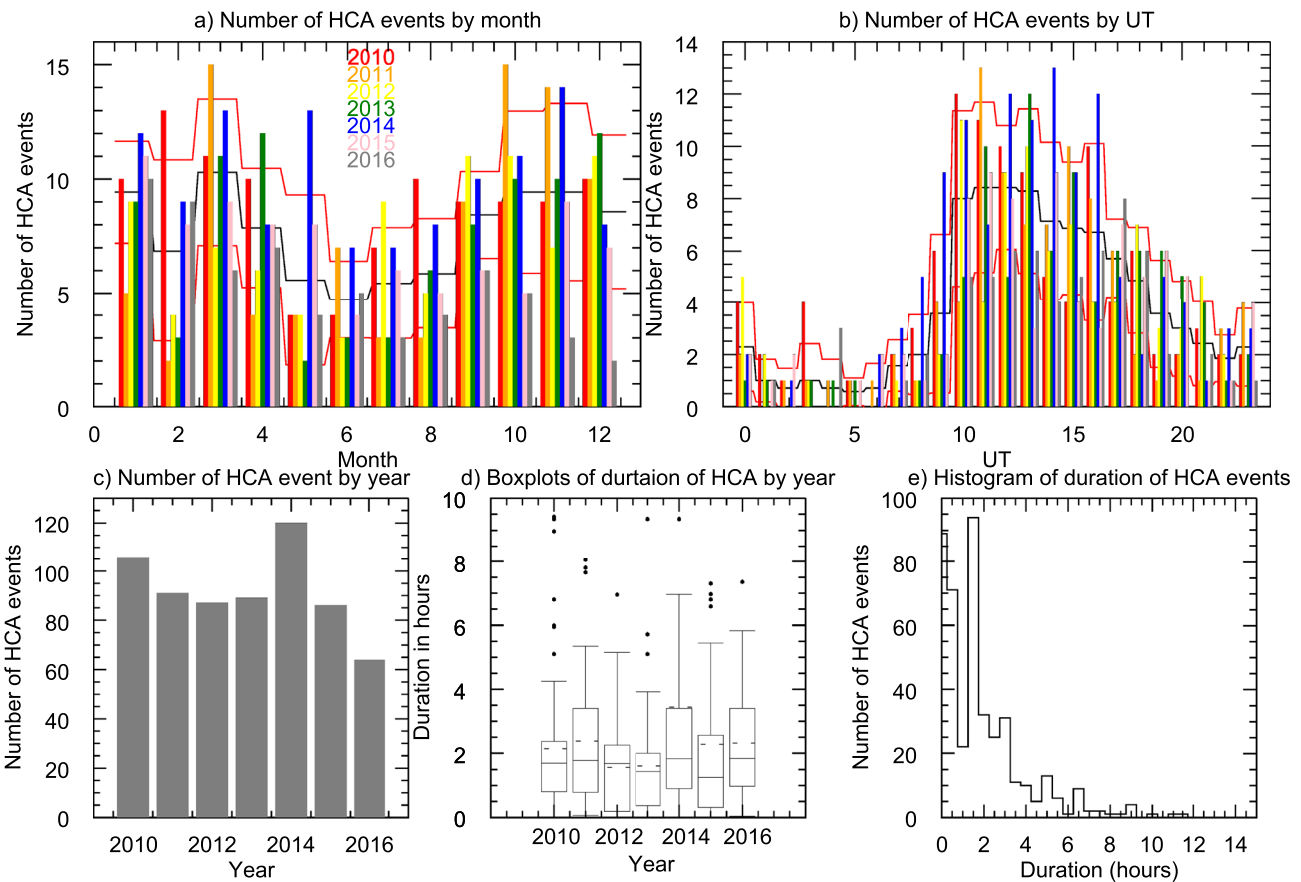 a) Number of HCA events by month
Number of HCA events
15
10
5
0
2010
2011
2012
2013
2014
2015
2016
0 2 4 6 8 10 12
Month
b) Number of HCA events by UT
Number of HCA events
14
12
10
8
6
4
2
0
0 5 10 15 20
UT
c) Number of HCA event by year
Number of HCA events
120
100
80
60
40
20
0
2010 2012 2014 2016
Year
d) Boxplots of durtaion of HCA by year
Duration in hours
10
8
6
4
2
0
2010 2012 2014 2016
Year
e) Histogram of duration of HCA events
Number of HCA events
100
80
60
40
20
0
0 2 4 6 8 10 12 14
Duration (hours)